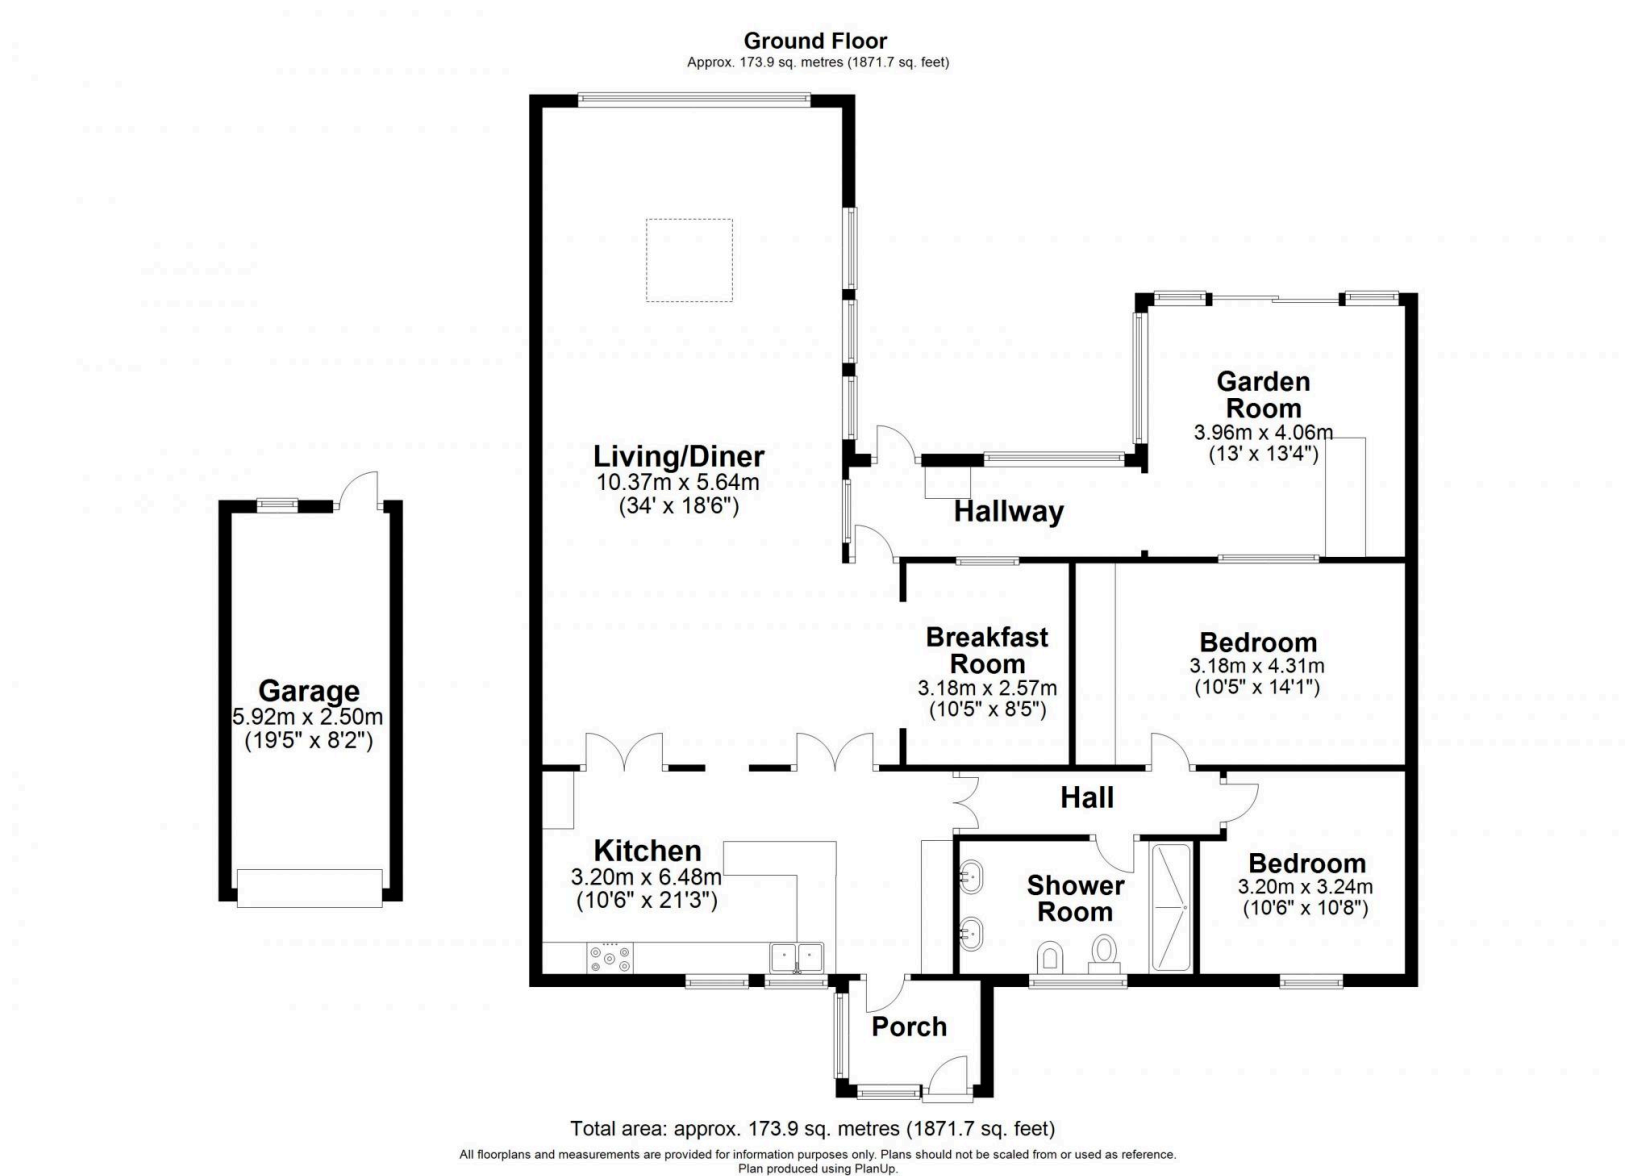 Ground Floor
Approx. 173.9 sq. metres (1871.7 sq. feet)
Living/Diner
10.37m x 5.64m
(34' x 18'6")
Garden
Room
3.96m x 4.06m
(13' x 13'4")
Hallway
Garage
5.92m x 2.50m
(19'5" x 8'2")
Breakfast
Room
3.18m x 2.57m
(10'5" x 8'5")
Bedroom
3.18m x 4.31m
(10'5" x 14'1")
Hall
Kitchen
3.20m x 6.48m
(10'6" x 21'3")
Shower
Room
Bedroom
3.20m x 3.24m
(10'6" x 10'8")
Porch
Total area: approx. 173.9 sq. metres (1871.7 sq. feet)
All floorplans and measurements are provided for information purposes only. Plans should not be scaled from or used as reference.
Plan produced using PlanUp.